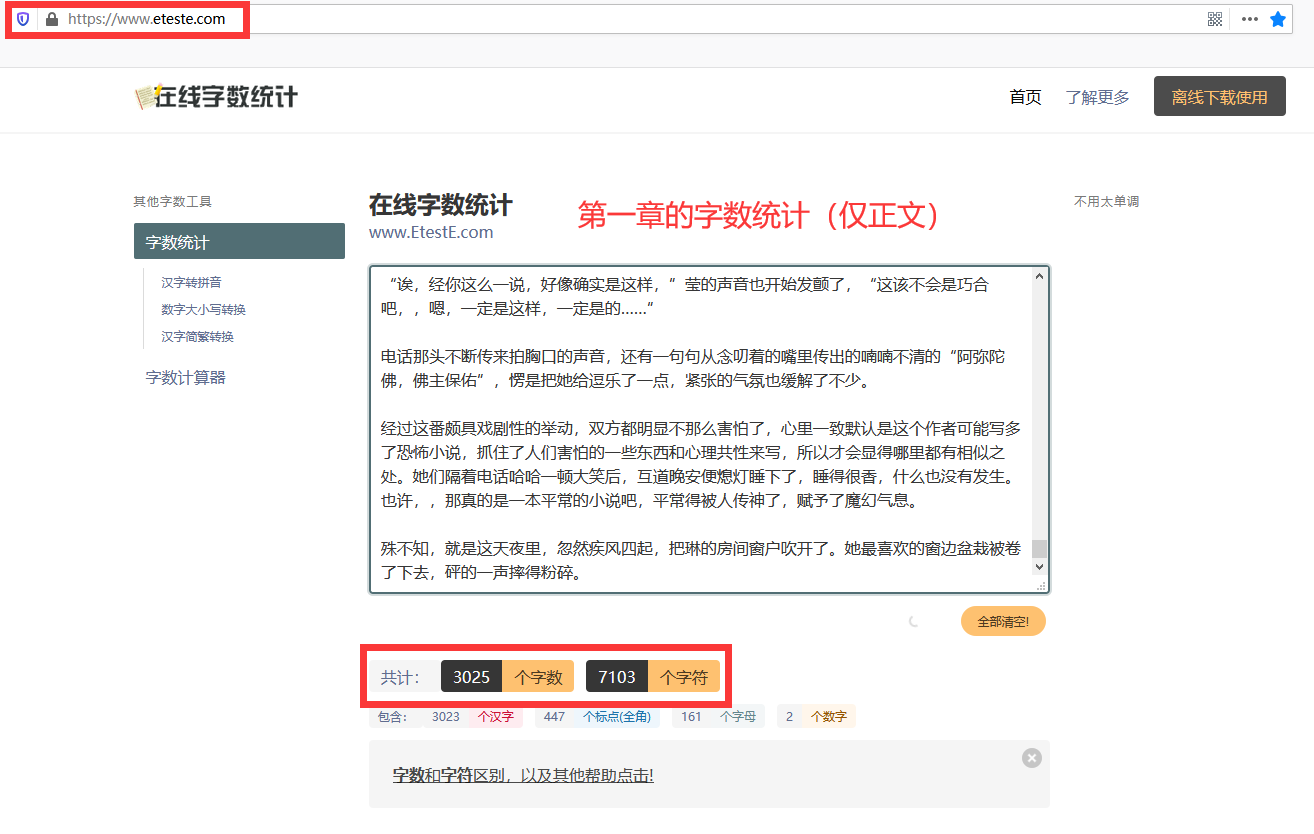 https://www.eteste.com
在线字数统计
首页
了解更多
离线下载使用
其他字数工具
字数统计
汉字转拼音
数字大小写转换
汉字简繁转换
字数计算器
在线字数统计
www.EtestE.com
第一章的字数统计（仅正文）
不用太单调
“诶，经你这么一说，好像确实是这样，”莹的声音也开始发颤了，“这该不会是巧合
吧，，嗯，一定是这样，一定是的……”
电话那头不断传来拍胸口的声音，还有一句句从念叨着的嘴里传出的喃喃不清的“阿弥陀
佛，佛主保佑”，愣是把她给逗乐了一点，紧张的气氛也缓解了不少。
经过这番颇具戏剧性的举动，双方都明显不那么害怕了，心里一致默认是这个作者可能写多
了恐怖小说，抓住了人们害怕的一些东西和心理共性来写，所以才会显得哪里都有相似之
处。她们隔着电话哈哈一顿大笑后，互道晚安便熄灯睡下了，睡得很香，什么也没有发生。
也许，，那真的是一本平常的小说吧，平常得被人传神了，赋予了魔幻气息。
殊不知，就是这天夜里，忽然疾风四起，把琳的房间窗户吹开了。她最喜欢的窗边盆栽被卷
了下去，砰的一声摔得粉碎。
全部清空!
共计： 3025 个字数 7103 个字符
包含： 3023 个汉字 447 个标点(全角) 161 个字母 2 个数字
字数和字符区别，以及其他帮助点击!